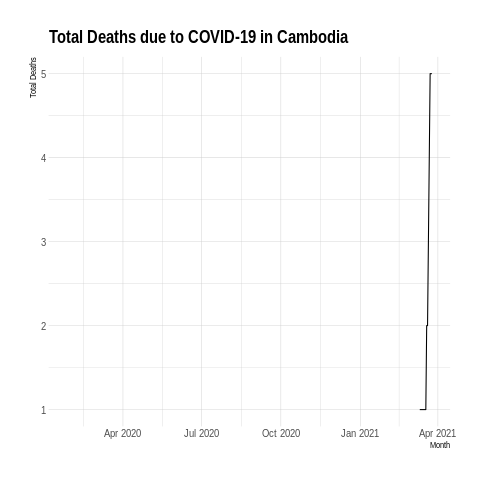 Total Deaths due to COVID-19 in Cambodia
Total Deaths
5
4
3
2
1
Apr 2020
Jul 2020
Oct 2020
Jan 2021
Apr 2021
Month